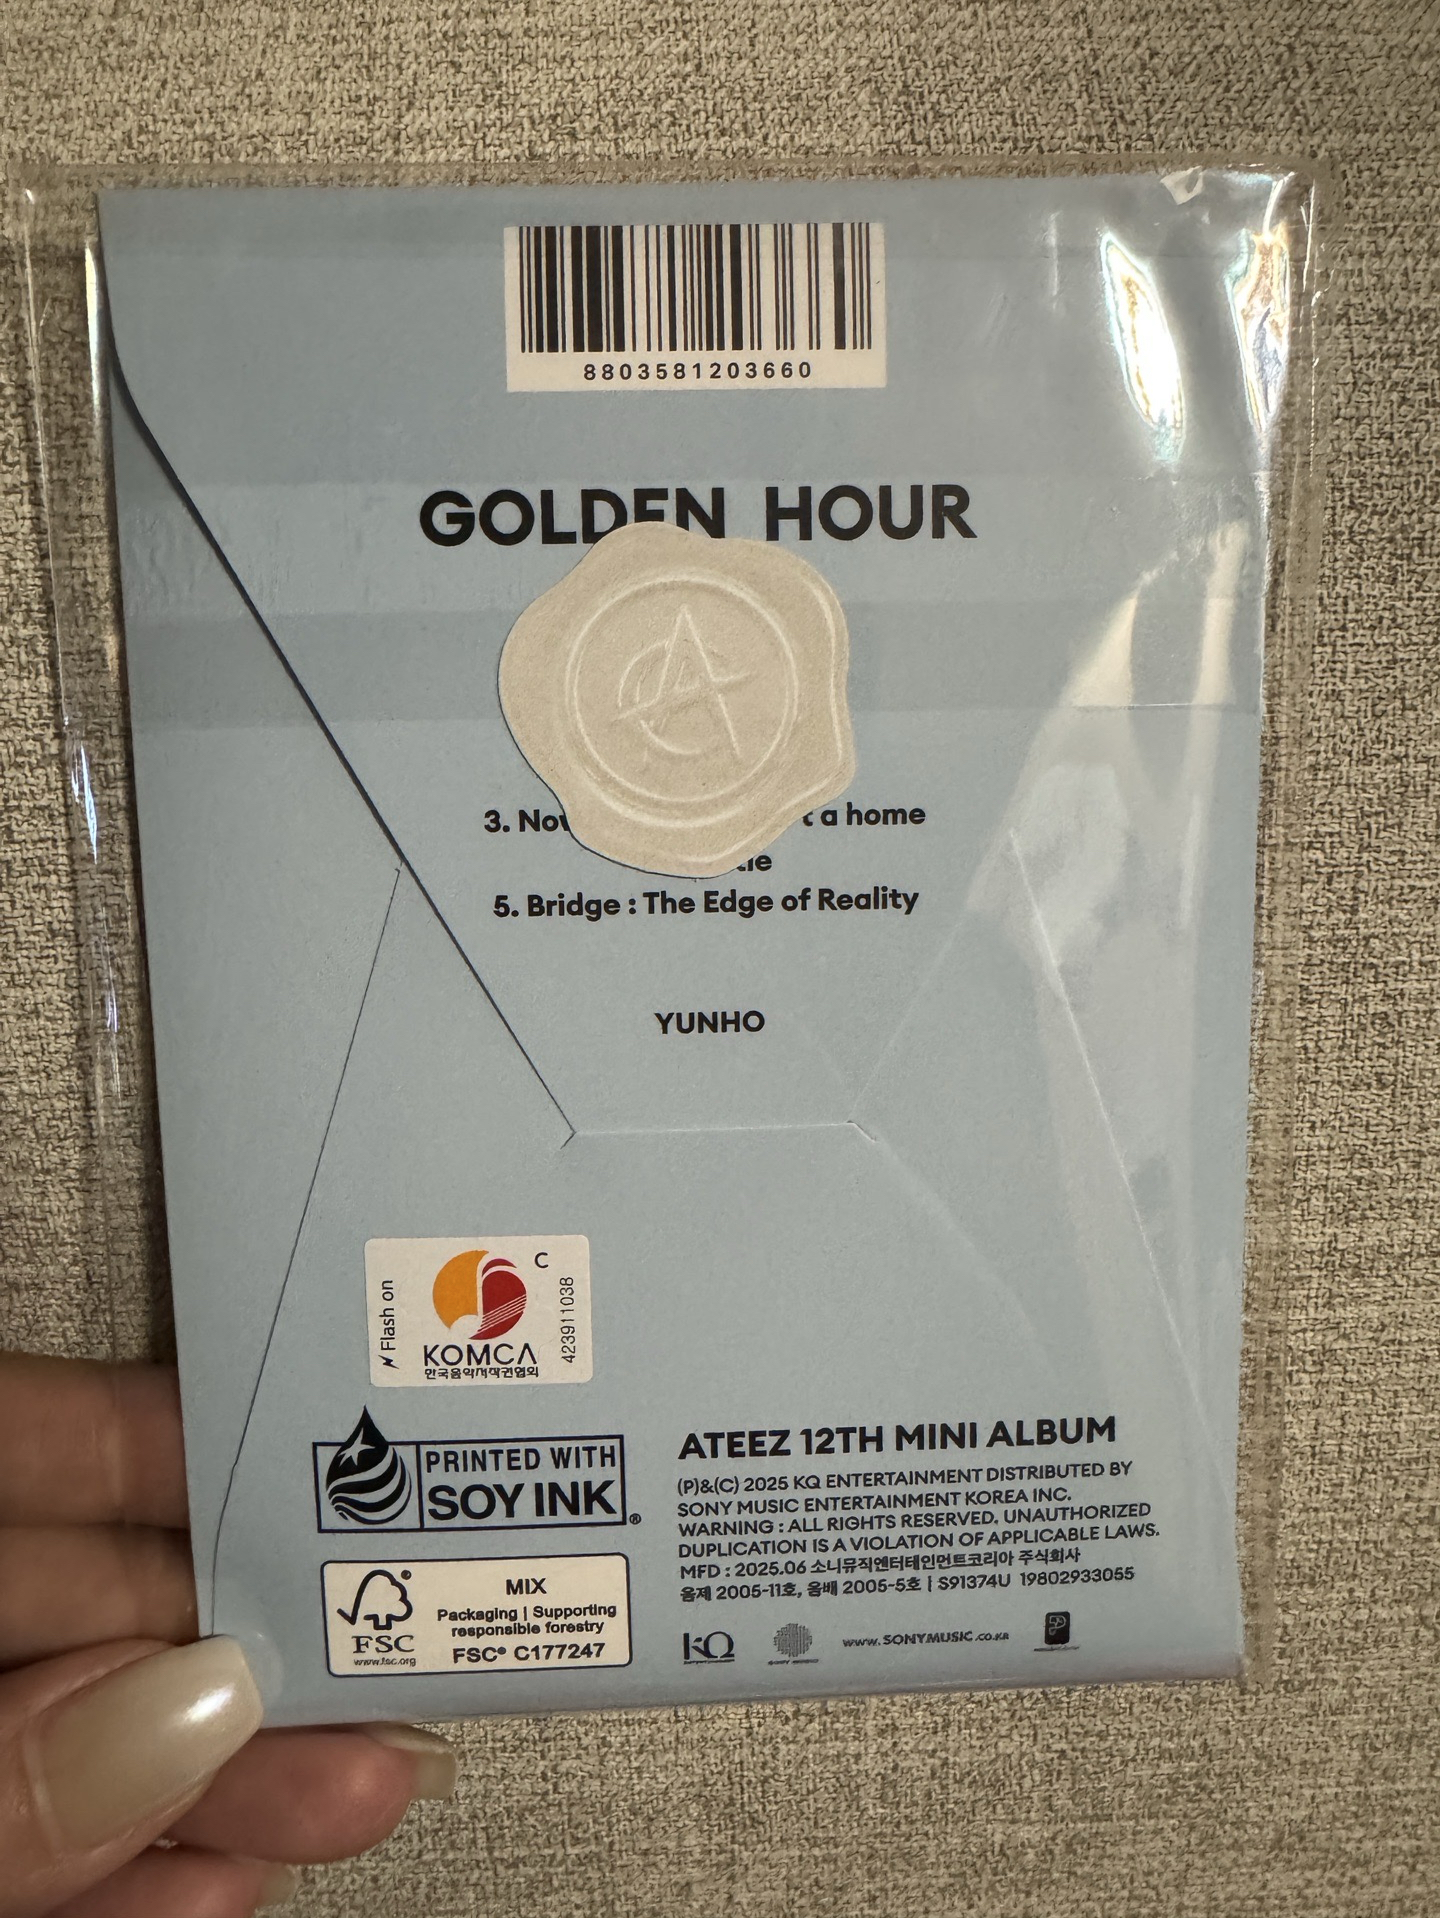 8803581203660
GOLDEN HOUR
3. Nov t a home
tle
5. Bridge : The Edge of Reality
YUNHO
Flash on
C
423911038
KOMCA
한국음악저작권협회
PRINTED WITH
SOY INK®
ATEEZ 12TH MINI ALBUM
(P)&(C) 2025 KQ ENTERTAINMENT DISTRIBUTED BY
SONY MUSIC ENTERTAINMENT KOREA INC.
WARNING : ALL RIGHTS RESERVED. UNAUTHORIZED
DUPLICATION IS A VIOLATION OF APPLICABLE LAWS.
MFD : 2025.06 소니뮤직엔터테인먼트코리아 주식회사
음제 2005-11호, 음배 2005-5호 | S91374U 19802933055
FSC®
www.fsc.org
MIX
Packaging | Supporting
responsible forestry
FSC® C177247
KQ
SONY MUSIC
www.SONYMUSIC.co.KR